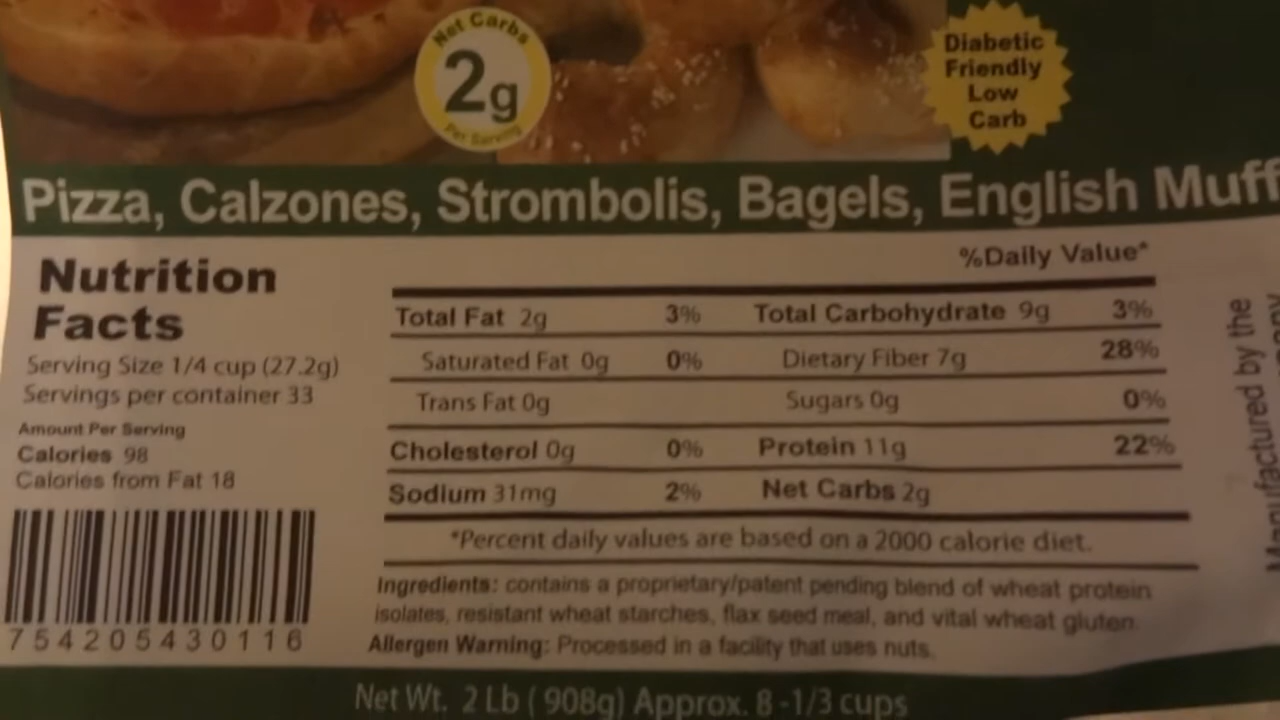 Net Carbs
2g
Per Serving
Diabetic
Friendly
Low
Carb
Pizza, Calzones, Strombolis, Bagels, English Muff
Nutrition
Facts
Serving Size 1/4 cup (27.2g)
Servings per container 33
Amount Per Serving
Calories 98
Calories from Fat 18
%Daily Value*
Total Fat 2g 3% Total Carbohydrate 9g 3%
Saturated Fat 0g 0% Dietary Fiber 7g 28%
Trans Fat 0g Sugars 0g 0%
Cholesterol 0g 0% Protein 11g 22%
Sodium 31mg 2% Net Carbs 2g
*Percent daily values are based on a 2000 calorie diet.
Ingredients: contains a proprietary/patent pending blend of wheat protein
isolates, resistant wheat starches, flax seed meal, and vital wheat gluten.
Allergen Warning: Processed in a facility that uses nuts.
754205430116
Net Wt. 2 Lb ( 908g) Approx. 8 -1/3 cups
Manufactured by the